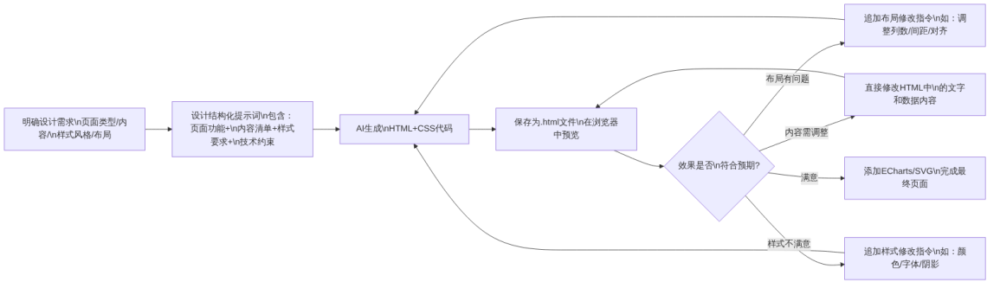 明确设计需求\n页面类型/内
容/\n样式风格/布局
设计结构化提示词\n包含：
页面功能+\n内容清单+样式
要求+\n技术约束
AI生成\nHTML+CSS代码
保存为.html文件\n在浏览器
中预览
效果是否\n符合预期?
布局有问题
内容需调整
满意
样式不满意
追加布局修改指令\n如：调
整列数/间距/对齐
直接修改HTML中\n的文字
和数据内容
添加ECharts/SVG\n完成最
终页面
追加样式修改指令\n如：颜
色/字体/阴影